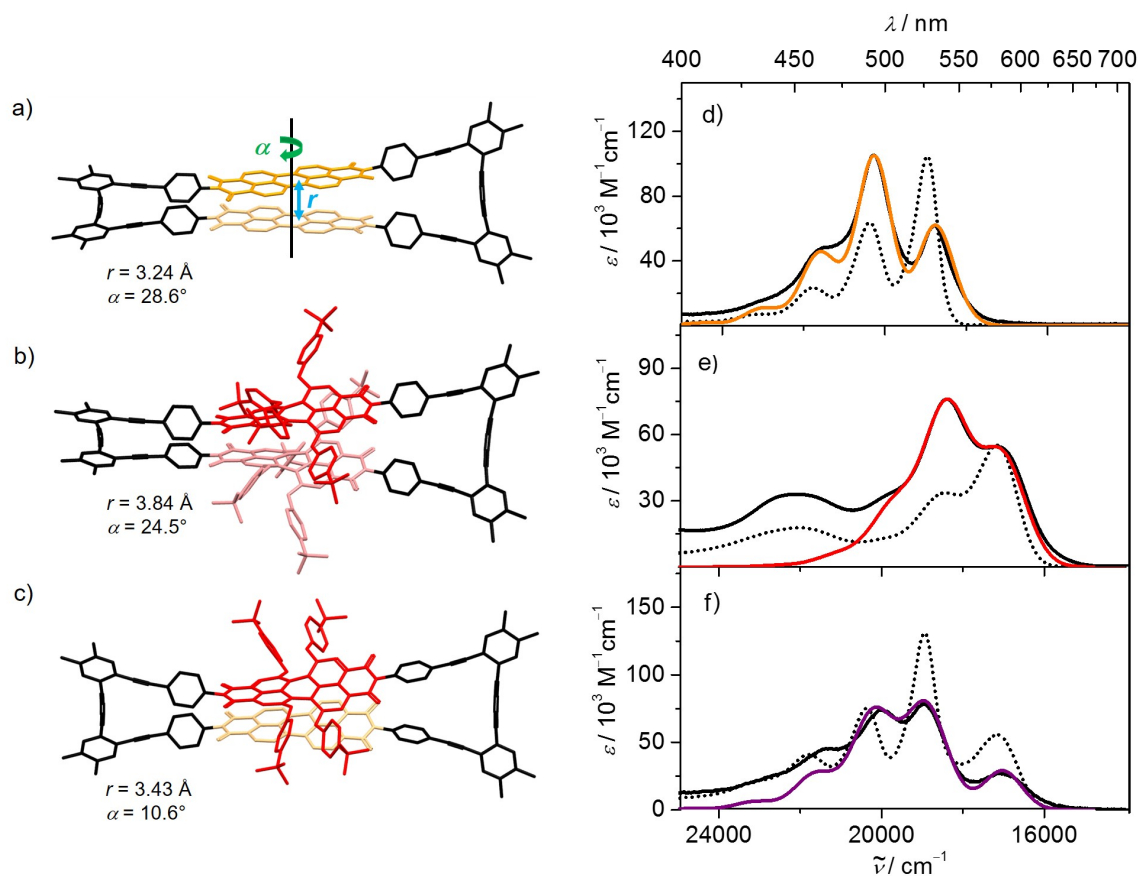 a)
α
r
r = 3.24 Å
α = 28.6°
b)
r = 3.84 Å
α = 24.5°
c)
r = 3.43 Å
α = 10.6°
λ / nm
400 450 500 550 600 650 700
d)
120
80
40
ε / 10³ M⁻¹cm⁻¹
e)
90
60
30
ε / 10³ M⁻¹cm⁻¹
f)
150
100
50
0
ε / 10³ M⁻¹cm⁻¹
24000 20000 16000
ṽ / cm⁻¹